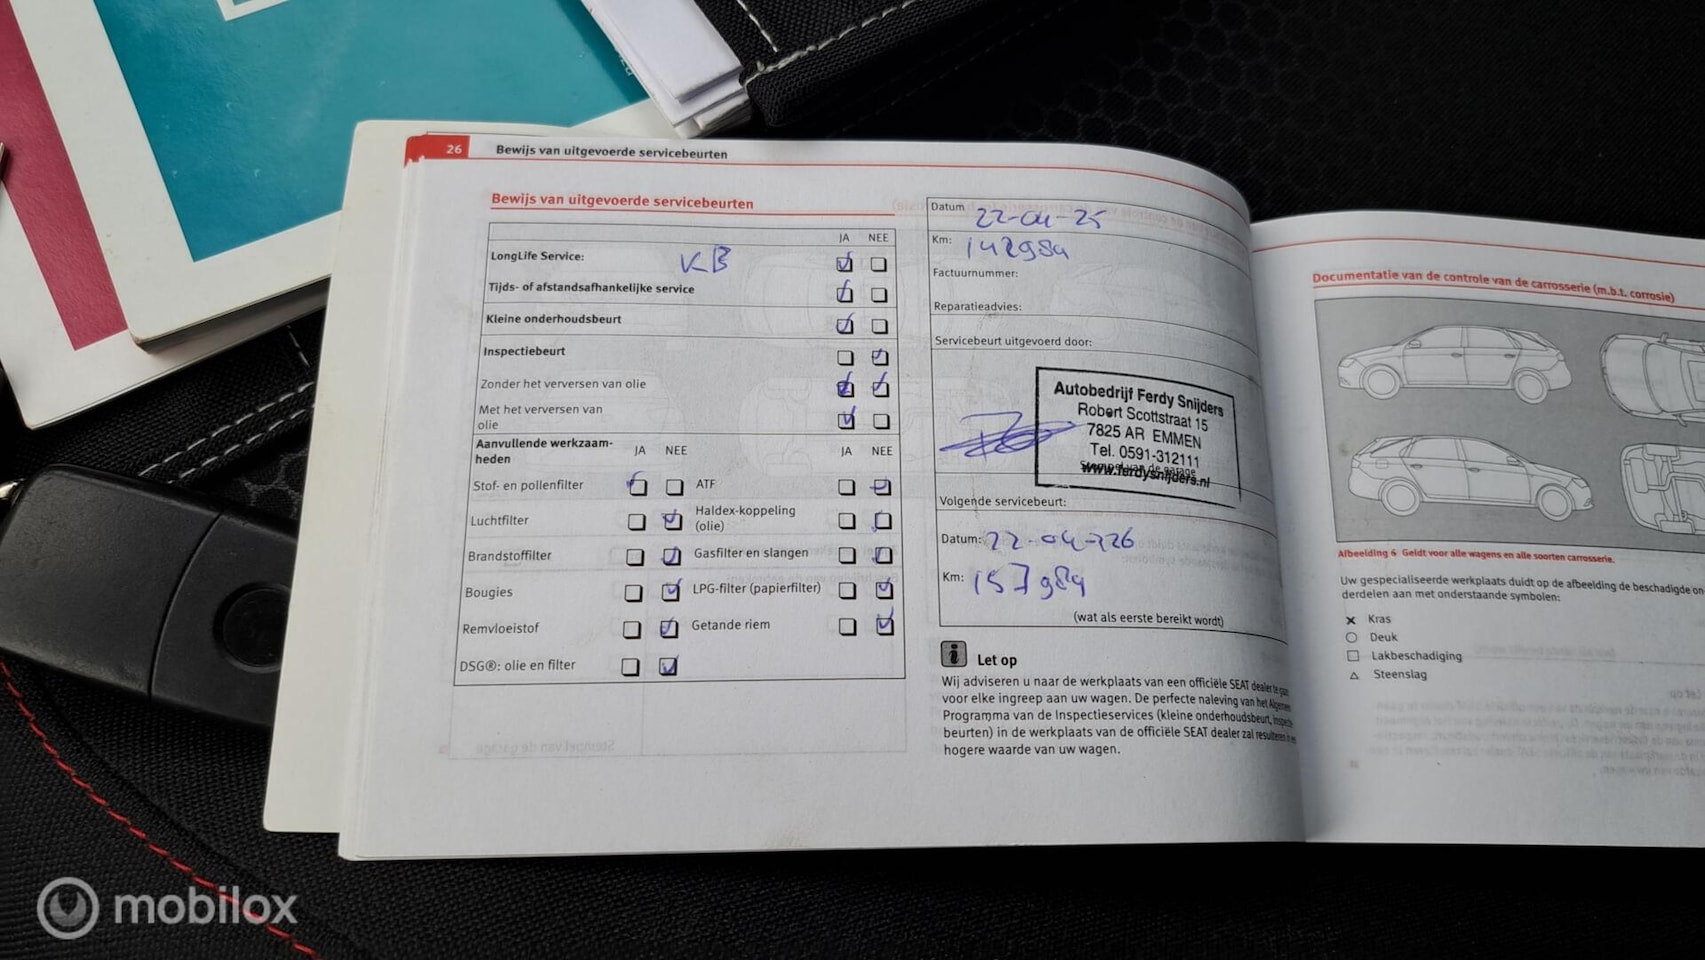 26 Bewijs van uitgevoerde servicebeurten
Bewijs van uitgevoerde servicebeurten
JA NEE
LongLife Service: KB
Tijds- of afstandsafhankelijke service
Kleine onderhoudsbeurt
Inspectiebeurt
Zonder het verversen van olie
Met het verversen van
olie
Aanvullende werkzaam-
heden
JA NEE JA NEE
Stof- en pollenfilter ATF
Luchtfilter Haldex-koppeling
(olie)
Brandstoffilter Gasfilter en slangen
Bougies LPG-filter (papierfilter)
Remvloeistof Getande riem
DSG®: olie en filter
Datum 22-04-25
Km: 142989
Factuurnummer:
Reparatieadvies:
Servicebeurt uitgevoerd door:
Autobedrijf Ferdy Snijders
Robert Scottstraat 15
7825 AR EMMEN
Tel. 0591-312111
Stempel van de garage
www.ferdysnijders.nl
Volgende servicebeurt:
Datum: 22-04-226
Km: 157989
(wat als eerste bereikt wordt)
i Let op
Wij adviseren u naar de werkplaats van een officiële SEAT dealer te gaan
voor elke ingreep aan uw wagen. De perfecte naleving van het Algemeen
Programma van de Inspectieservices (kleine onderhoudsbeurt,
beurten) in de werkplaats van de officiële SEAT dealer zal resulteren in een
hogere waarde van uw wagen.
Documentatie van de controle van de carrosserie (m.b.t. corrosie)
Afbeelding 6 Geldt voor alle wagens en alle soorten carrosserie.
Uw gespecialiseerde werkplaats duidt op de afbeelding de beschadigde on-
derdelen aan met onderstaande symbolen:
Kras
Deuk
Lakbeschadiging
Steenslag
mobilox